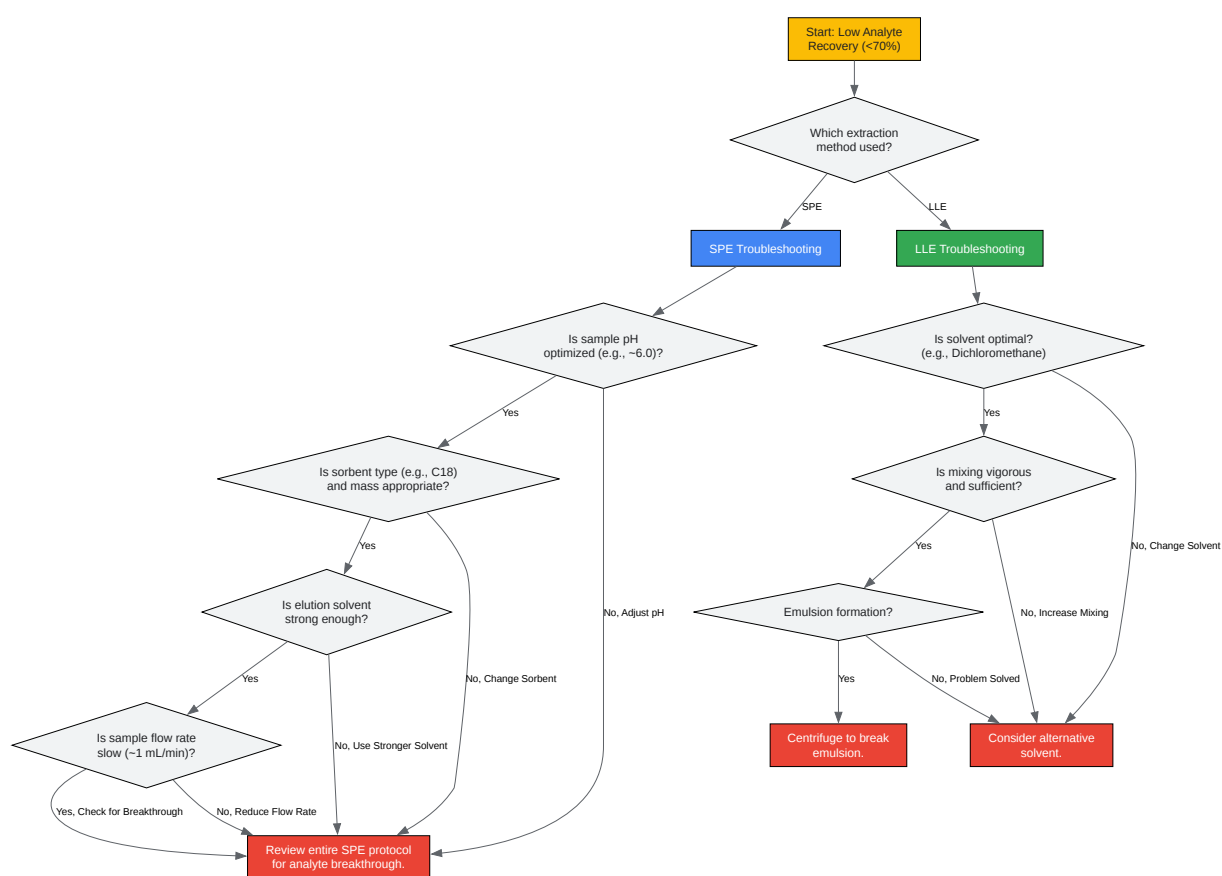 Start: Low Analyte
Recovery (<70%)
Which extraction
method used?
SPE
LLE
SPE Troubleshooting
LLE Troubleshooting
Is sample pH
optimized (e.g., ~6.0)?
Is solvent optimal?
(e.g., Dichloromethane)
Yes
Yes
Is sorbent type (e.g., C18)
and mass appropriate?
Is mixing vigorous
and sufficient?
Yes
Yes
No, Change Solvent
Is elution solvent
strong enough?
No, Adjust pH
Emulsion formation?
No, Increase Mixing
Yes
No, Change Sorbent
Yes
No, Problem Solved
Is sample flow rate
slow (~1 mL/min)?
No, Use Stronger Solvent
Centrifuge to break
emulsion.
Consider alternative
solvent.
Yes, Check for Breakthrough
No, Reduce Flow Rate
Review entire SPE protocol
for analyte breakthrough.